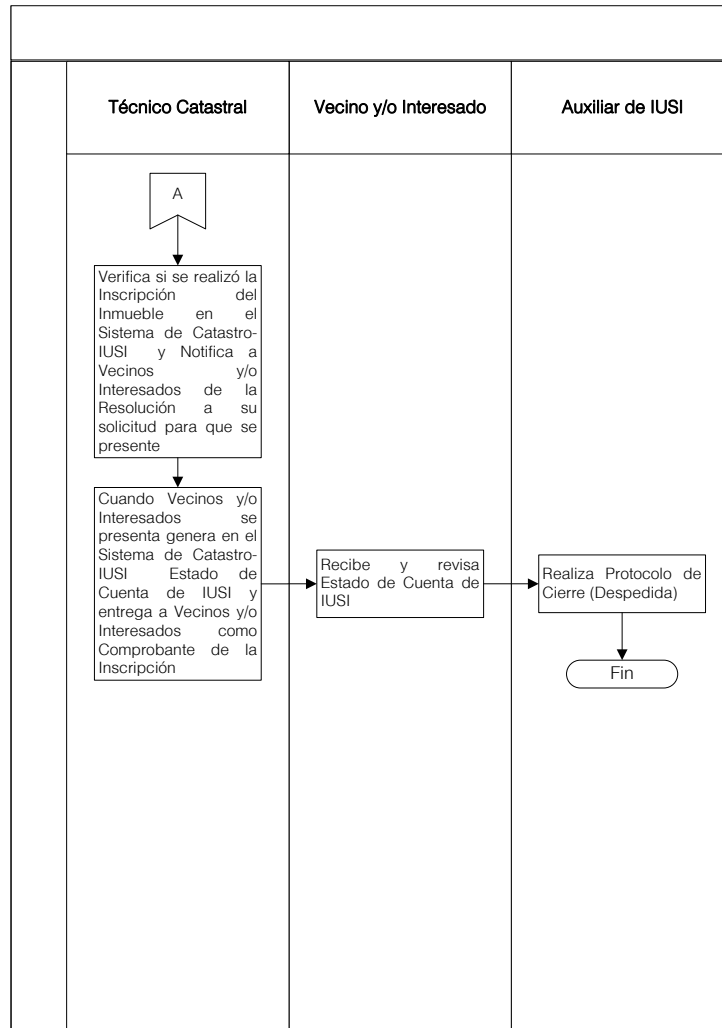 Técnico Catastral
Vecino y/o Interesado
Auxiliar de IUSI
A
Verifica si se realizó la
Inscripción del
Inmueble en el
Sistema de Catastro-
IUSI y Notifica a
Vecinos y/o
Interesados de la
Resolución a su
solicitud para que se
presente
Cuando Vecinos y/o
Interesados se
presenta genera en el
Sistema de Catastro-
IUSI Estado de
Cuenta de IUSI y
entrega a Vecinos y/o
Interesados como
Comprobante de la
Inscripción
Recibe y revisa
Estado de Cuenta de
IUSI
Realiza Protocolo de
Cierre (Despedida)
Fin